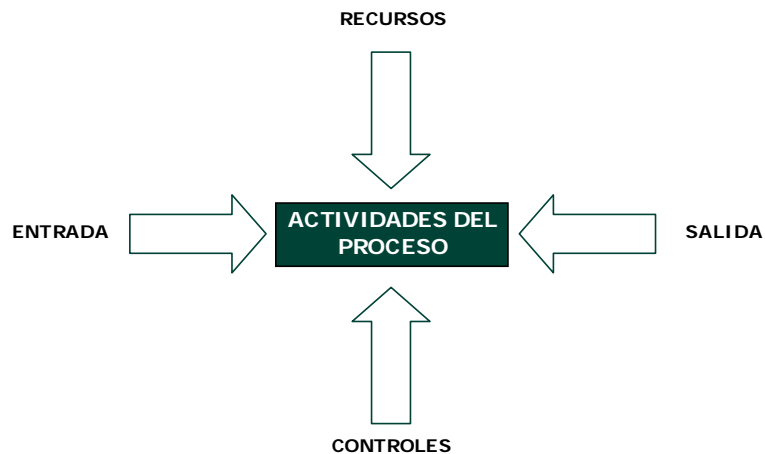 RECURSOS
ENTRADA
ACTIVIDADES DEL
PROCESO
SALIDA
CONTROLES